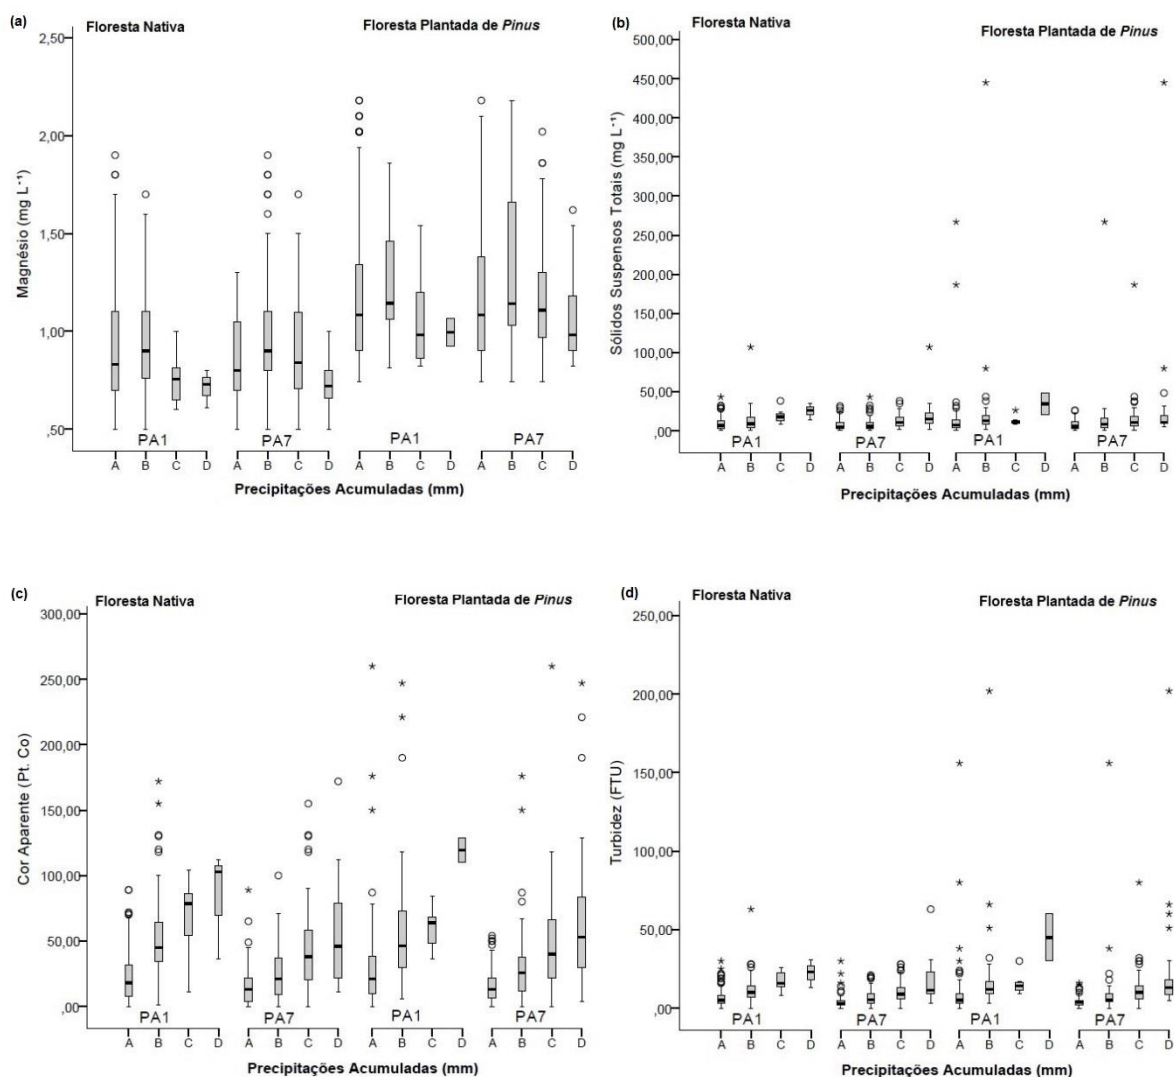 (a)
Floresta Nativa
Floresta Plantada de Pinus
2,50
2,00
1,50
1,00
,50
Magnésio (mg L⁻¹)
PA1
PA7
PA1
PA7
A B C D A B C D A B C D A B C D
Precipitações Acumuladas (mm)
(b)
Floresta Nativa
Floresta Plantada de Pinus
500,00
450,00
400,00
350,00
300,00
250,00
200,00
150,00
100,00
50,00
,00
Sólidos Suspensos Totais (mg L⁻¹)
PA1
PA7
PA1
PA7
A B C D A B C D A B C D A B C D
Precipitações Acumuladas (mm)
(c)
Floresta Nativa
Floresta Plantada de Pinus
300,00
250,00
200,00
150,00
100,00
50,00
,00
Cor Aparente (Pt. Co)
PA1
PA7
PA1
PA7
A B C D A B C D A B C D A B C D
Precipitações Acumuladas (mm)
(d)
Floresta Nativa
Floresta Plantada de Pinus
250,00
200,00
150,00
100,00
50,00
,00
Turbidez (FTU)
PA1
PA7
PA1
PA7
A B C D A B C D A B C D A B C D
Precipitações Acumuladas (mm)